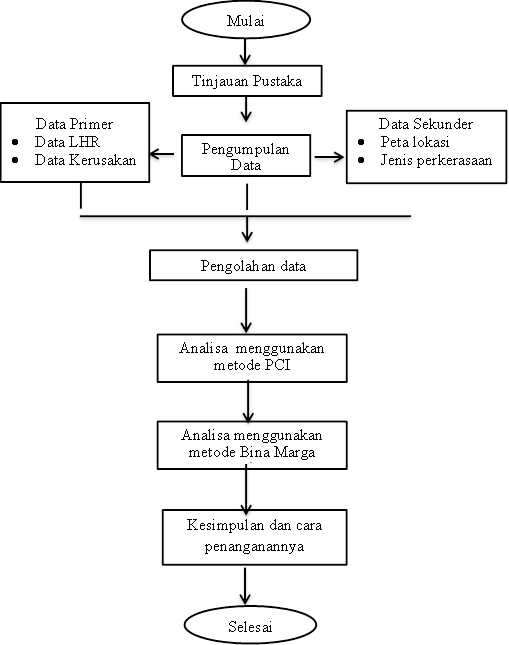 Mulai
Tinjauan Pustaka
Data Primer
• Data LHR
• Data Kerusakan
Pengumpulan
Data
Data Sekunder
• Peta lokasi
• Jenis perkerasaan
Pengolahan data
Analisa menggunakan
metode PCI
Analisa menggunakan
metode Bina Marga
Kesimpulan dan cara
penanganannya
Selesai